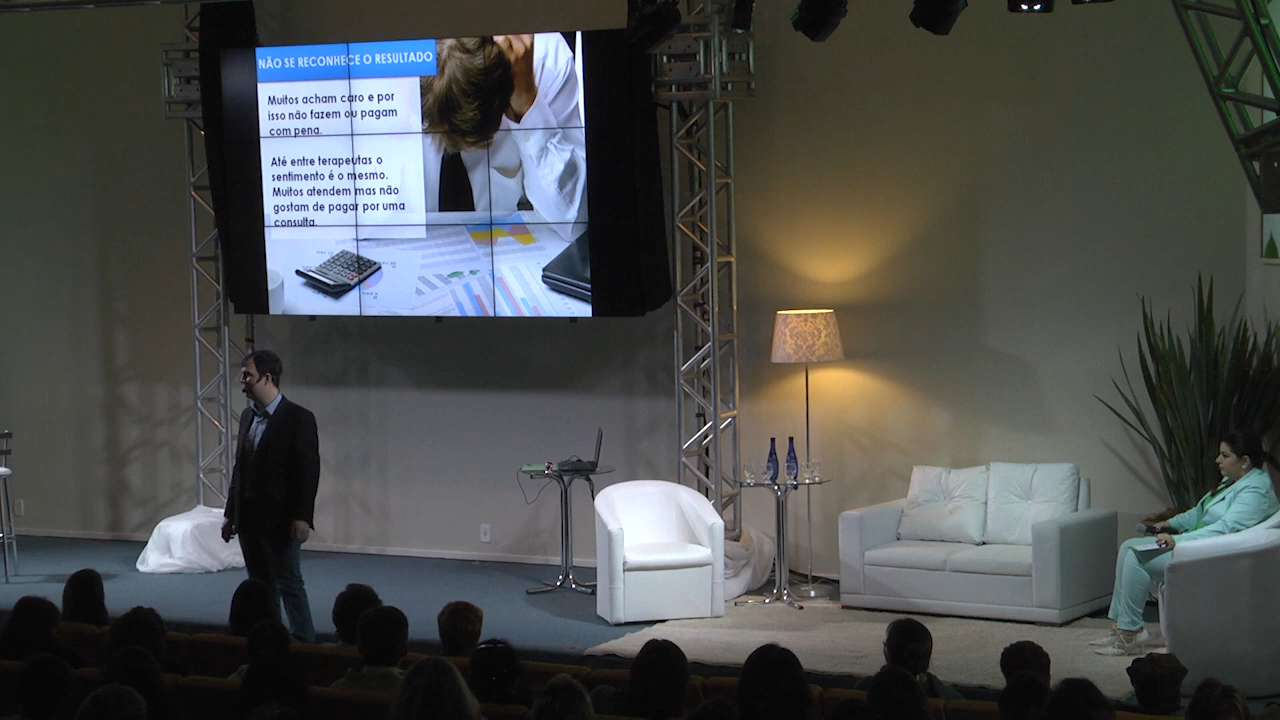 NÃO SE RECONHECE O RESULTADO
Muitos acham caro e por
isso não fazem ou pagam
com pena.
Até entre terapeutas o
sentimento é o mesmo.
Muitos atendem mas não
gostam de pagar por uma
consulta.